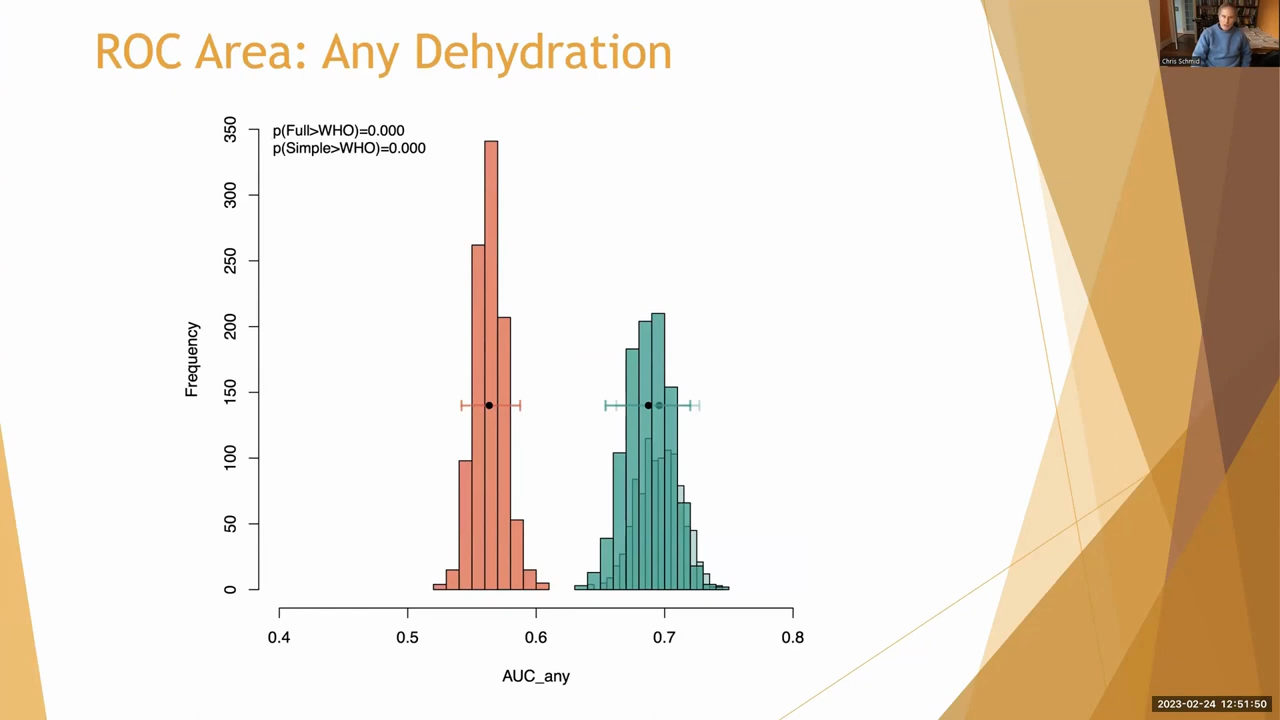 ROC Area: Any Dehydration
Chris Schmid
p(Full>WHO)=0.000
p(Simple>WHO)=0.000
350
300
250
200
150
100
50
0
Frequency
0.4 0.5 0.6 0.7 0.8
AUC_any
2023-02-24 12:51:50